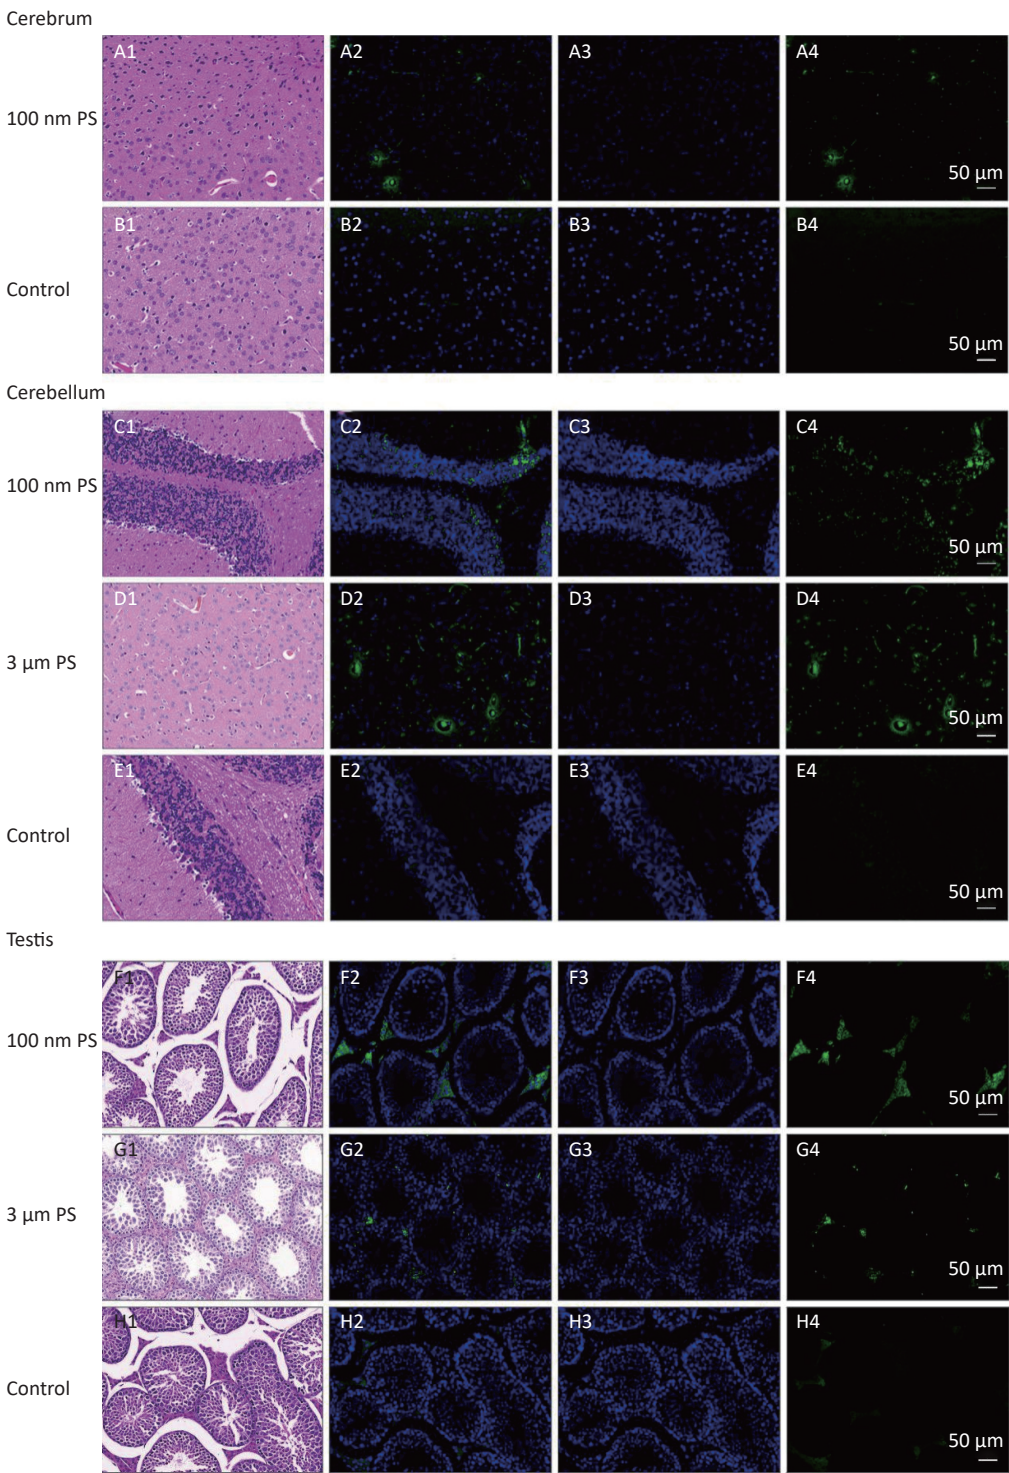 Cerebrum
100 nm PS
A1
A2
A3
A4
50 μm
Control
B1
B2
B3
B4
50 μm
Cerebellum
100 nm PS
C1
C2
C3
C4
50 μm
3 μm PS
D1
D2
D3
D4
50 μm
Control
E1
E2
E3
E4
50 μm
Testis
100 nm PS
F1
F2
F3
F4
50 μm
3 μm PS
G1
G2
G3
G4
50 μm
Control
H1
H2
H3
H4
50 μm